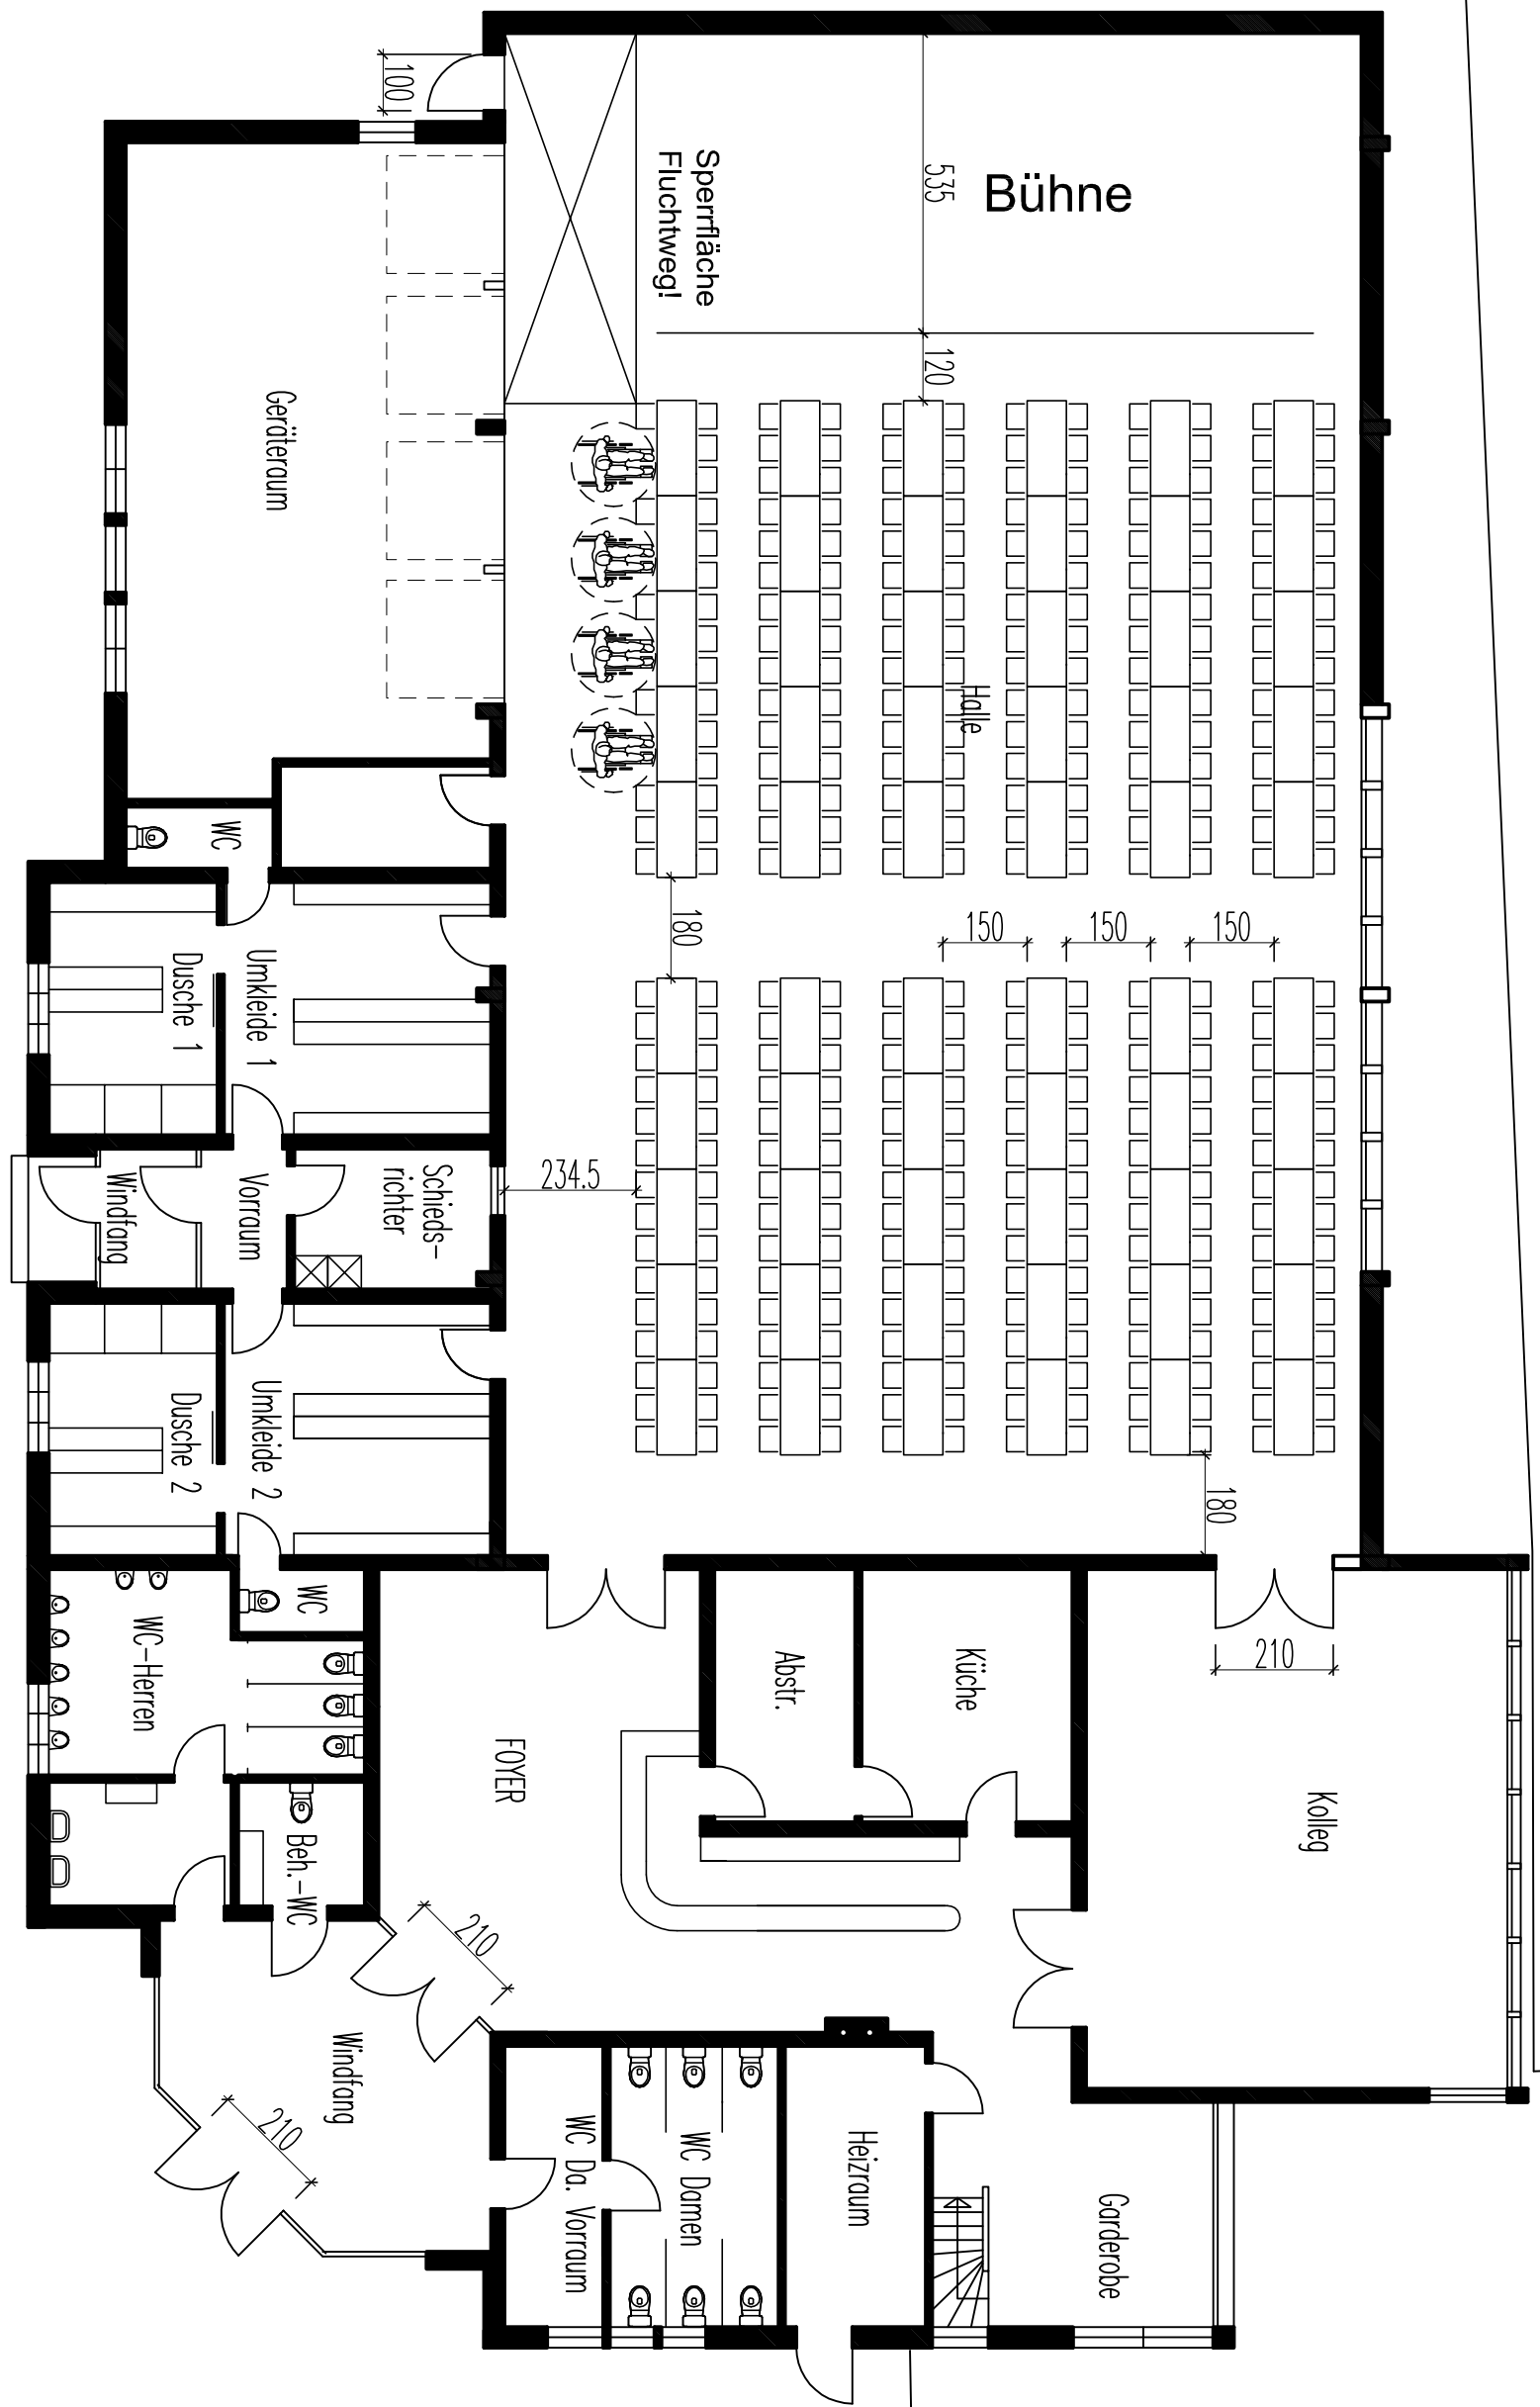 100
535
Bühne
Sperrfläche
Fluchtweg!
120
Geräteraum
Halle
WC
180
150
150
150
Umkleide 1
Dusche 1
Schieds-
richter
Vorraum
Windfang
234.5
Umkleide 2
Dusche 2
180
WC
WC-Herren
Abstr.
Küche
210
FOYER
Kolleg
Beh.-WC
210
Windfang
210
WC Da. Vorraum
WC Damen
Heizraum
Garderobe